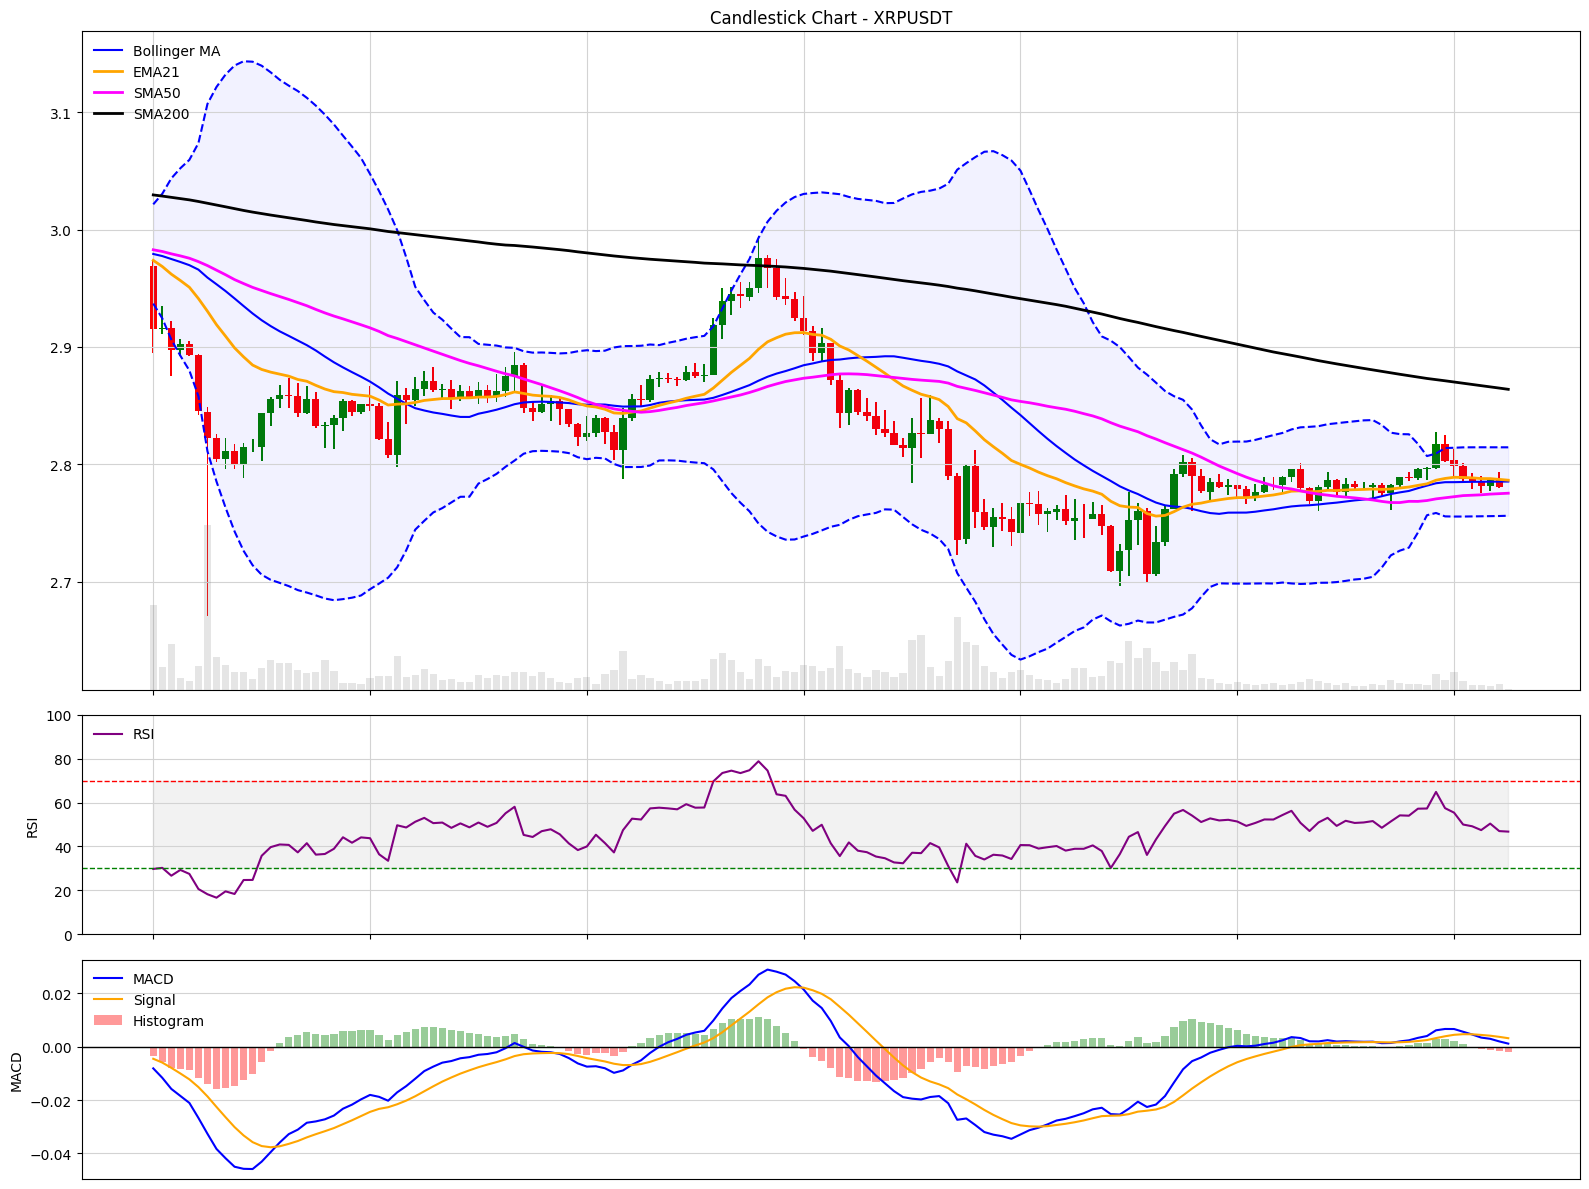 Candlestick Chart - XRPUSDT
Bollinger MA
EMA21
SMA50
SMA200
3.1
3.0
2.9
2.8
2.7
RSI
100
80
60
40
20
0
RSI
MACD
Signal
Histogram
0.02
0.00
−0.02
−0.04
MACD